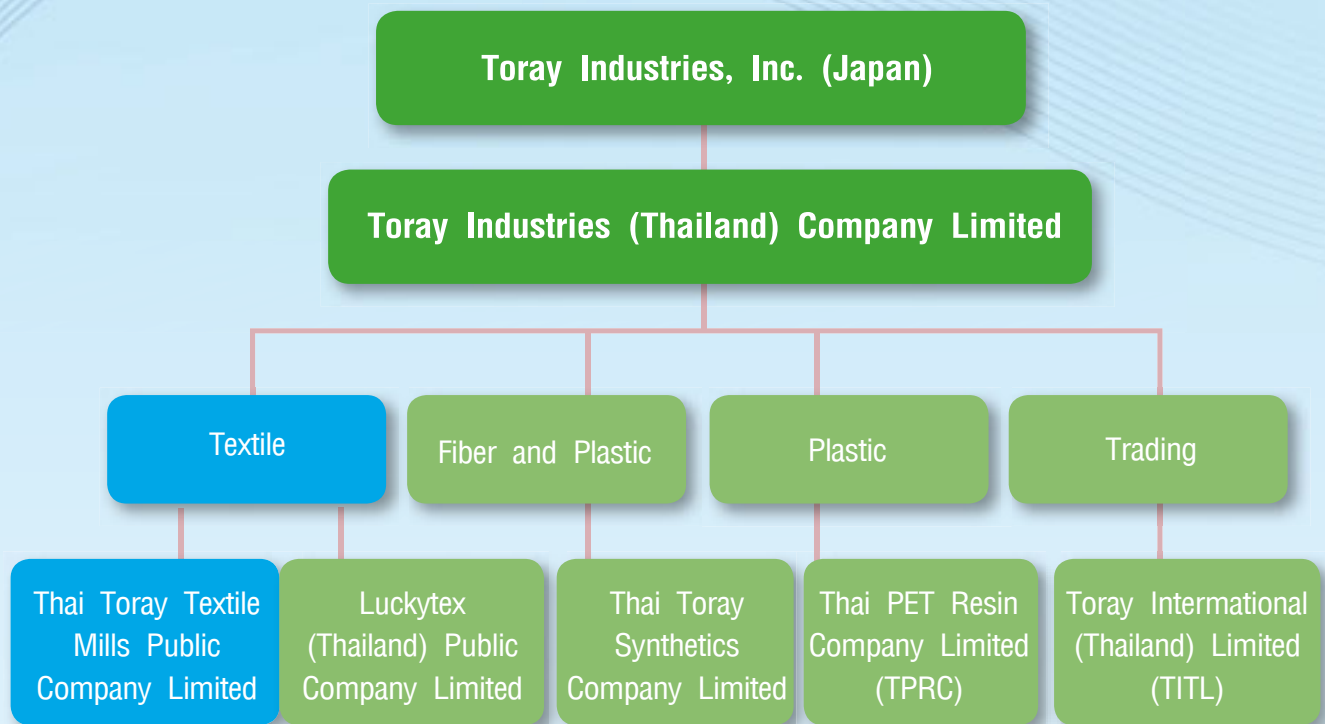 Toray Industries, Inc. (Japan)
Toray Industries (Thailand) Company Limited
Textile
Fiber and Plastic
Plastic
Trading
Thai Toray Textile
Mills Public
Company Limited
Luckytex
(Thailand) Public
Company Limited
Thai Toray
Synthetics
Company Limited
Thai PET Resin
Company Limited
(TPRC)
Toray Intermational
(Thailand) Limited
(TITL)